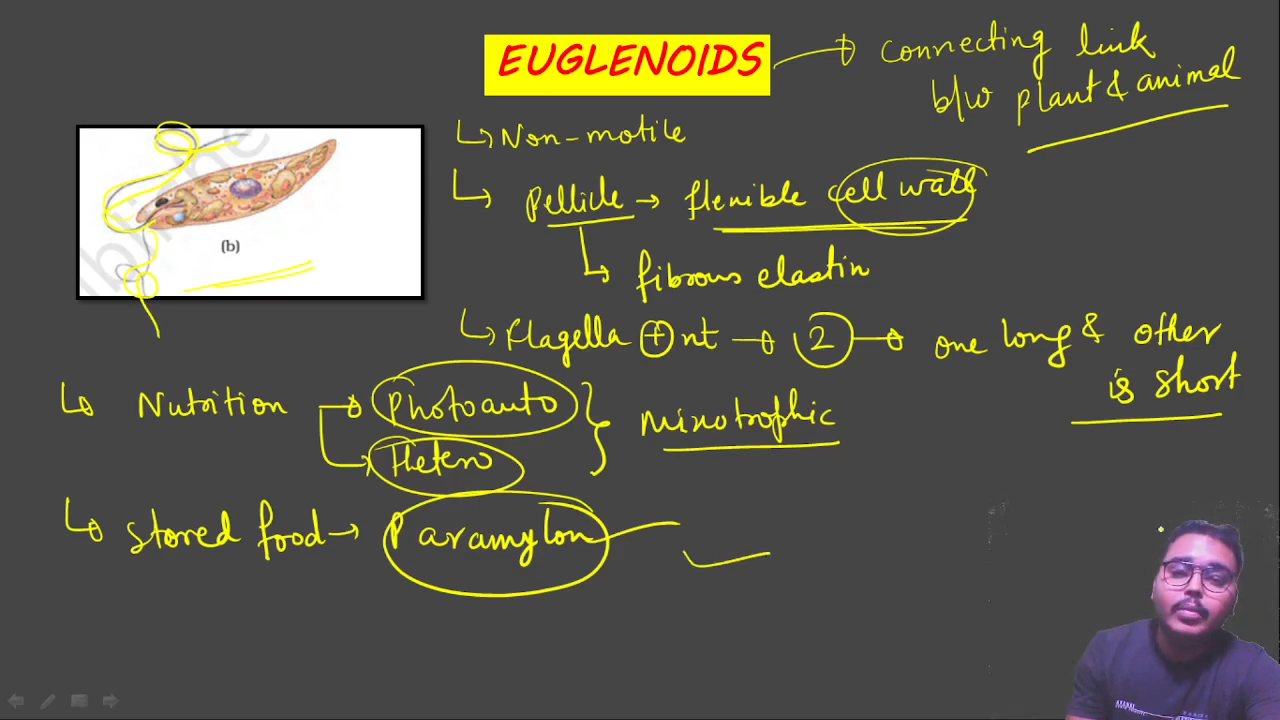 EUGLENOIDS
connecting link
b/w plant & animal
Non-motile
Pellicle → flexible cell wall
fibrous elastin
(b)
Flagella ⊕nt → 2 → one long & other
is short
Nutrition → Photoauto
Hetero
mixotrophic
Stored food → Paramylon